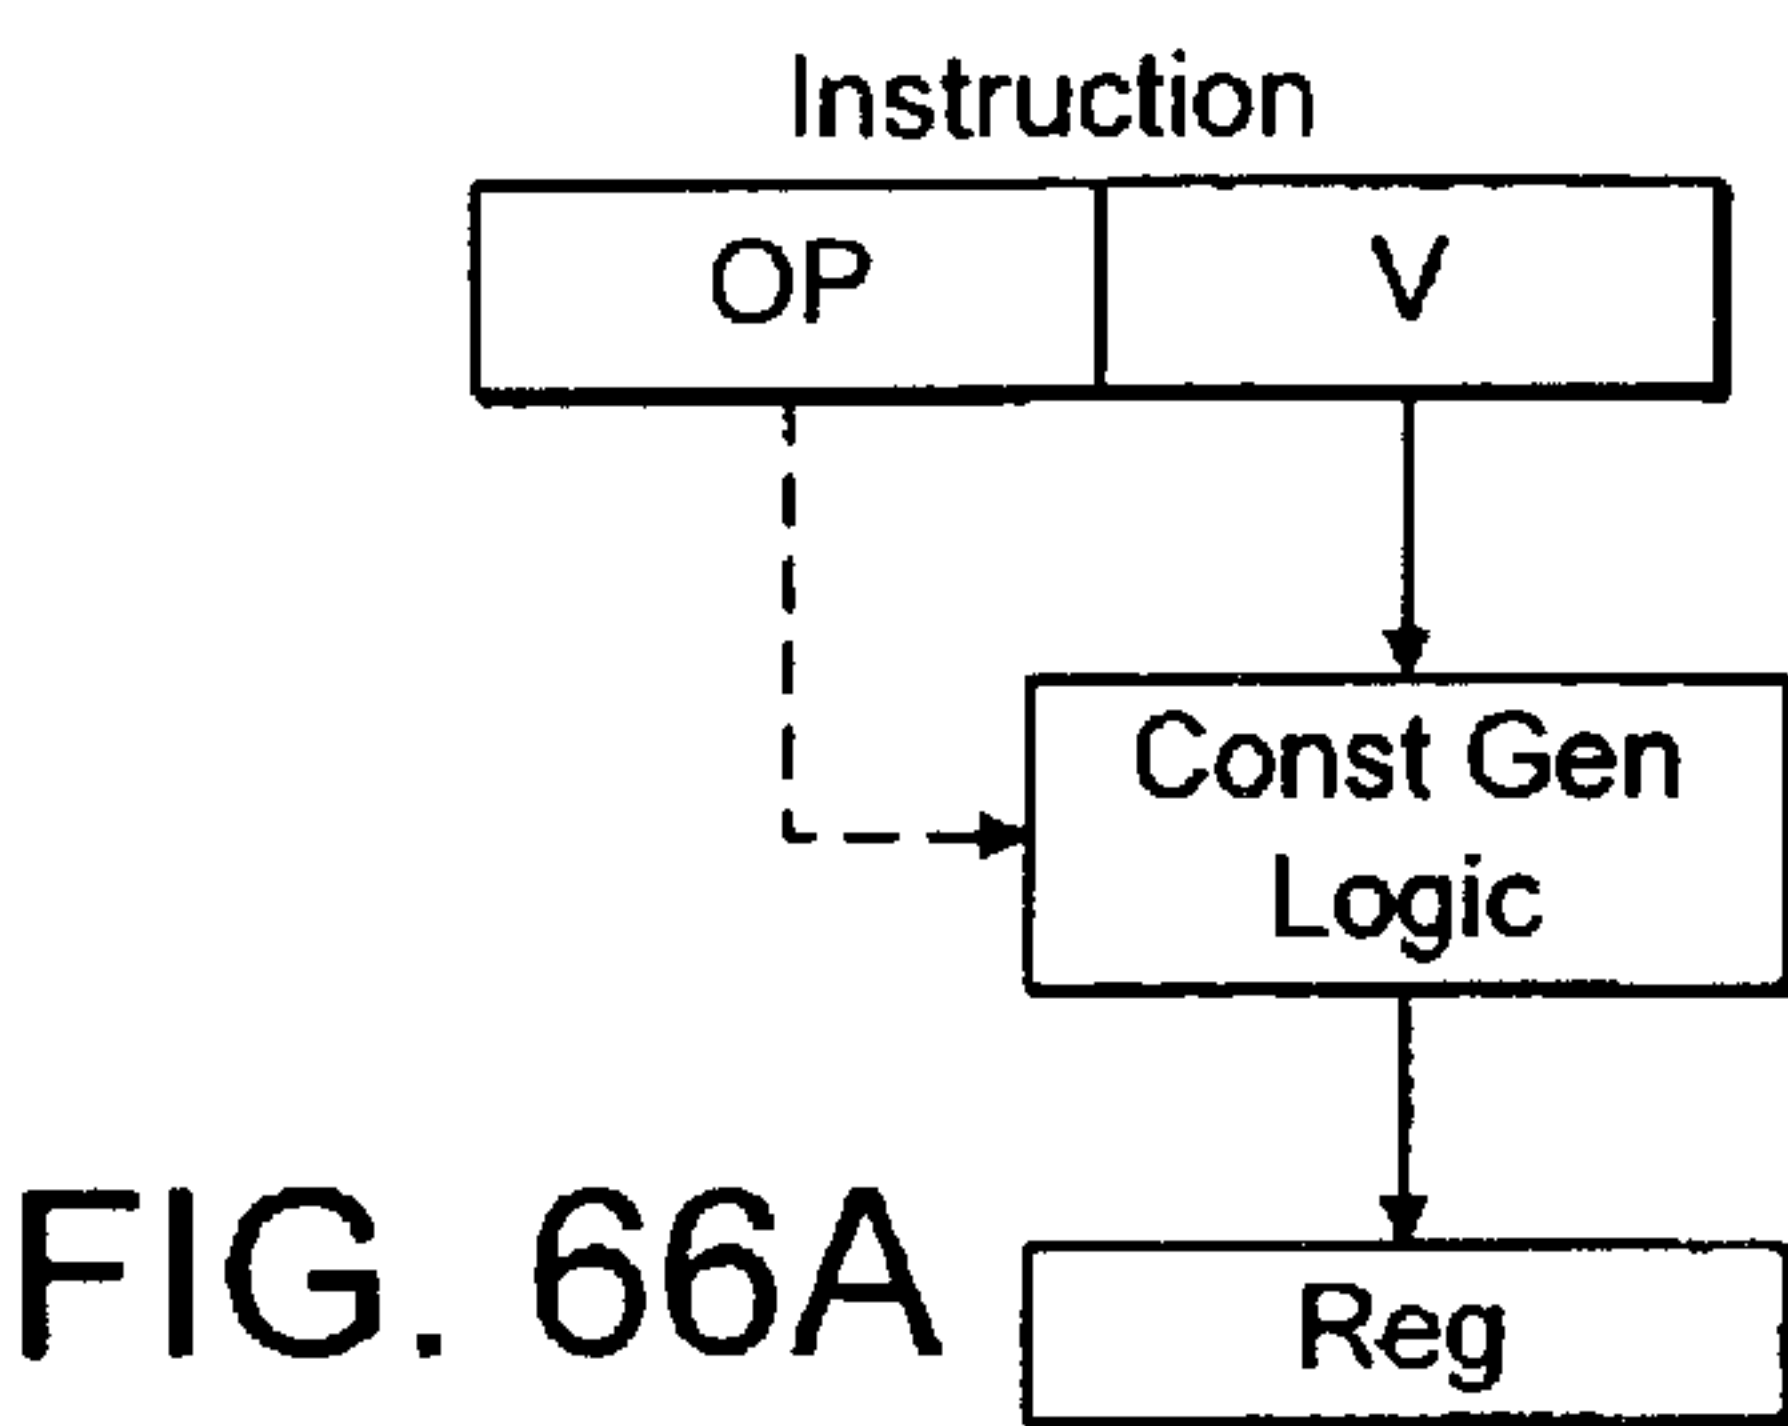 Instruction
OP V
Const Gen
Logic
Reg
FIG. 66A